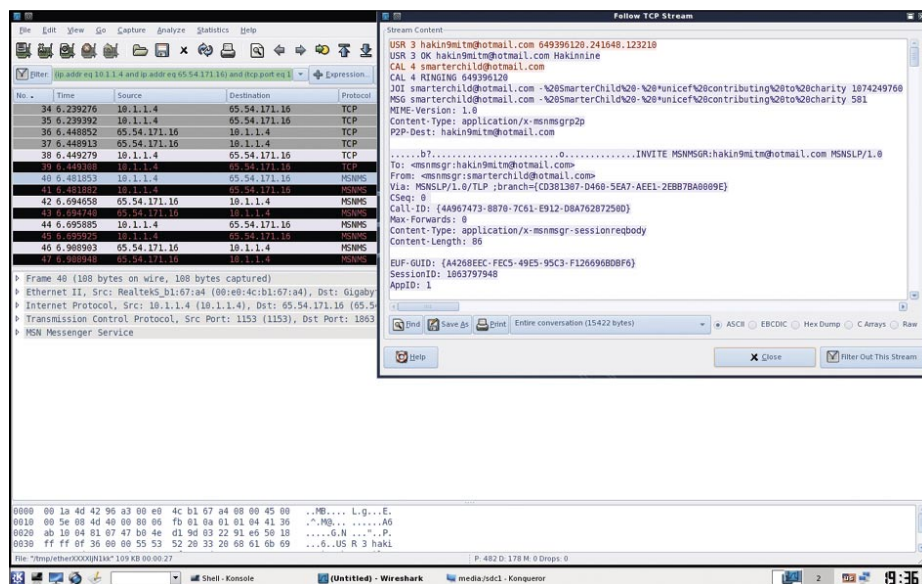 Follow TCP Stream
File Edit View Go Capture Analyze Statistics Help
Filter: (ip.addr eq 10.1.1.4 and ip.addr eq 65.54.171.16) and (tcp.port eq 1 Expression...
No. . Time Source Destination Protocol
34 6.239276 10.1.1.4 65.54.171.16 TCP
35 6.239392 10.1.1.4 65.54.171.16 TCP
36 6.448852 65.54.171.16 10.1.1.4 TCP
37 6.448913 65.54.171.16 10.1.1.4 TCP
38 6.449279 10.1.1.4 65.54.171.16 TCP
39 6.449308 10.1.1.4 65.54.171.16 TCP
40 6.481853 10.1.1.4 65.54.171.16 MSNMS
41 6.481882 10.1.1.4 65.54.171.16 MSNMS
42 6.694658 65.54.171.16 10.1.1.4 MSNMS
43 6.694740 65.54.171.16 10.1.1.4 MSNMS
44 6.695885 10.1.1.4 65.54.171.16 MSNMS
45 6.695925 10.1.1.4 65.54.171.16 MSNMS
46 6.908903 65.54.171.16 10.1.1.4 MSNMS
47 6.908948 65.54.171.16 10.1.1.4 MSNMS
Frame 40 (108 bytes on wire, 108 bytes captured)
Ethernet II, Src: RealtekS_b1:67:a4 (00:e0:4c:b1:67:a4), Dst: Gigaby
Internet Protocol, Src: 10.1.1.4 (10.1.1.4), Dst: 65.54.171.16 (65.5
Transmission Control Protocol, Src Port: 1153 (1153), Dst Port: 1863
MSN Messenger Service
Stream Content
USR 3 hakin9mitm@hotmail.com 649396120.241648.123210
USR 3 OK hakin9mitm@hotmail.com Hakinnine
CAL 4 smarterchild@hotmail.com
CAL 4 RINGING 649396120
JOI smarterchild@hotmail.com -%20SmarterChild%20-%20*unicef%20contributing%20to%20charity 1074249760
MSG smarterchild@hotmail.com -%20SmarterChild%20-%20*unicef%20contributing%20to%20charity 581
MIME-Version: 1.0
Content-Type: application/x-msnmsgrp2p
P2P-Dest: hakin9mitm@hotmail.com
......b?..........................o.............INVITE MSNMSGR:hakin9mitm@hotmail.com MSNSLP/1.0
To: <msnmsgr:hakin9mitm@hotmail.com>
From: <msnmsgr:smarterchild@hotmail.com>
Via: MSNSLP/1.0/TLP ;branch={CD381307-D460-5EA7-AEE1-2EBB7BA0009E}
CSeq: 0
Call-ID: {4A967473-8870-7C61-E912-D8A76287250D}
Max-Forwards: 0
Content-Type: application/x-msnmsgr-sessionreqbody
Content-Length: 86
EUF-GUID: {A4268EEC-FEC5-49E5-95C3-F126696BDBF6}
SessionID: 1063797948
AppID: 1
Find Save As Print Entire conversation (15422 bytes) ASCII EBCDIC Hex Dump C Arrays Raw
Help Close Filter Out This Stream
0000 00 1a 4d 42 96 a3 00 e0 4c b1 67 a4 08 00 45 00 ..MB.... L.g...E.
0010 00 5e 08 4d 40 00 80 06 fb 01 0a 01 01 04 41 36 .^.M@... ......A6
0020 ab 10 04 81 07 47 b0 4e d1 9d 03 22 91 e6 50 18 .....G.N ..."..P.
0030 ff ff 0f 36 00 00 55 53 52 20 33 20 68 61 6b 69 ...6..US R 3 haki
File: "/tmp/etherXXXXIjN1kk" 109 KB 00:00:27 P: 482 D: 178 M: 0 Drops: 0
Shell - Konsole (Untitled) - Wireshark media:/sdc1 - Konqueror 2 US 19:36